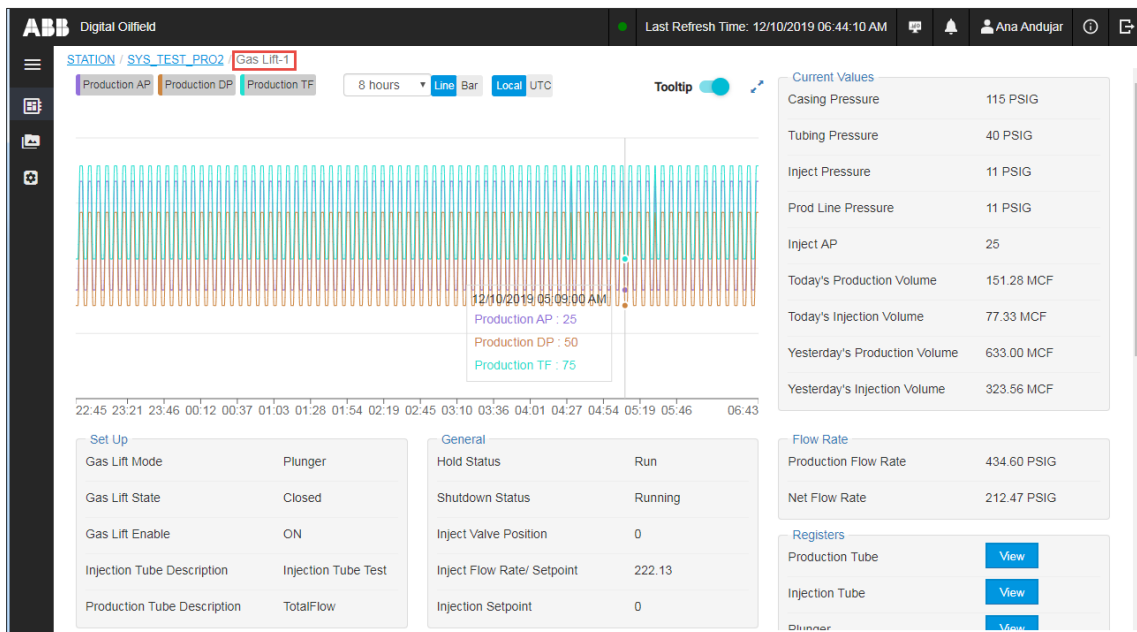 ABB Digital Oilfield
Last Refresh Time: 12/10/2019 06:44:10 AM
Ana Andujar
STATION / SYS_TEST_PRO2 / Gas Lift-1
Production AP Production DP Production TF
8 hours Line Bar Local UTC
Tooltip
12/10/2019 05:09:00 AM
Production AP : 25
Production DP : 50
Production TF : 75
22:45 23:21 23:46 00:12 00:37 01:03 01:28 01:54 02:19 02:45 03:10 03:36 04:01 04:27 04:54 05:19 05:46 06:43
Current Values
Casing Pressure 115 PSIG
Tubing Pressure 40 PSIG
Inject Pressure 11 PSIG
Prod Line Pressure 11 PSIG
Inject AP 25
Today's Production Volume 151.28 MCF
Today's Injection Volume 77.33 MCF
Yesterday's Production Volume 633.00 MCF
Yesterday's Injection Volume 323.56 MCF
Set Up
Gas Lift Mode Plunger
Gas Lift State Closed
Gas Lift Enable ON
Injection Tube Description Injection Tube Test
Production Tube Description TotalFlow
General
Hold Status Run
Shutdown Status Running
Inject Valve Position 0
Inject Flow Rate/ Setpoint 222.13
Injection Setpoint 0
Flow Rate
Production Flow Rate 434.60 PSIG
Net Flow Rate 212.47 PSIG
Registers
Production Tube View
Injection Tube View
Plunger View